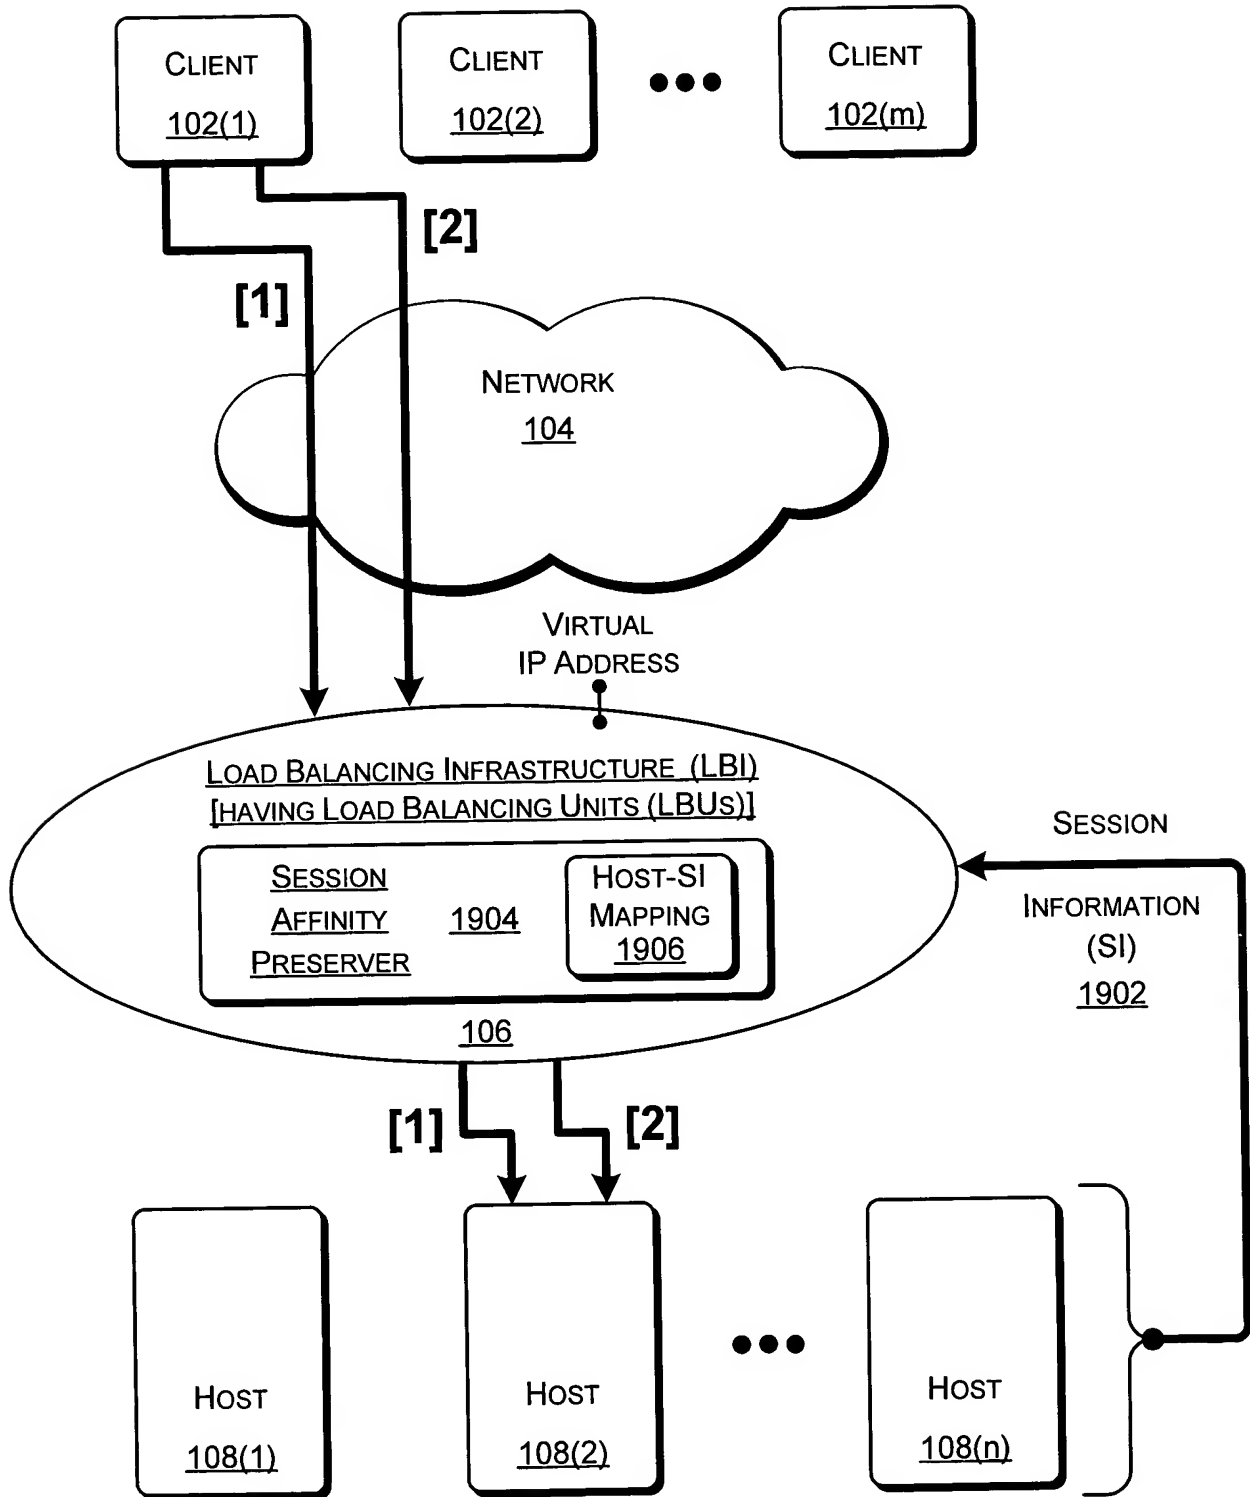 CLIENT
102(1)
CLIENT
102(2)
CLIENT
102(m)
[1]
[2]
NETWORK
104
VIRTUAL
IP ADDRESS
LOAD BALANCING INFRASTRUCTURE (LBI)
[HAVING LOAD BALANCING UNITS (LBUS)]
SESSION
AFFINITY
PRESERVER
1904
HOST-SI
MAPPING
1906
106
SESSION
INFORMATION
(SI)
1902
[1]
[2]
HOST
108(1)
HOST
108(2)
HOST
108(n)